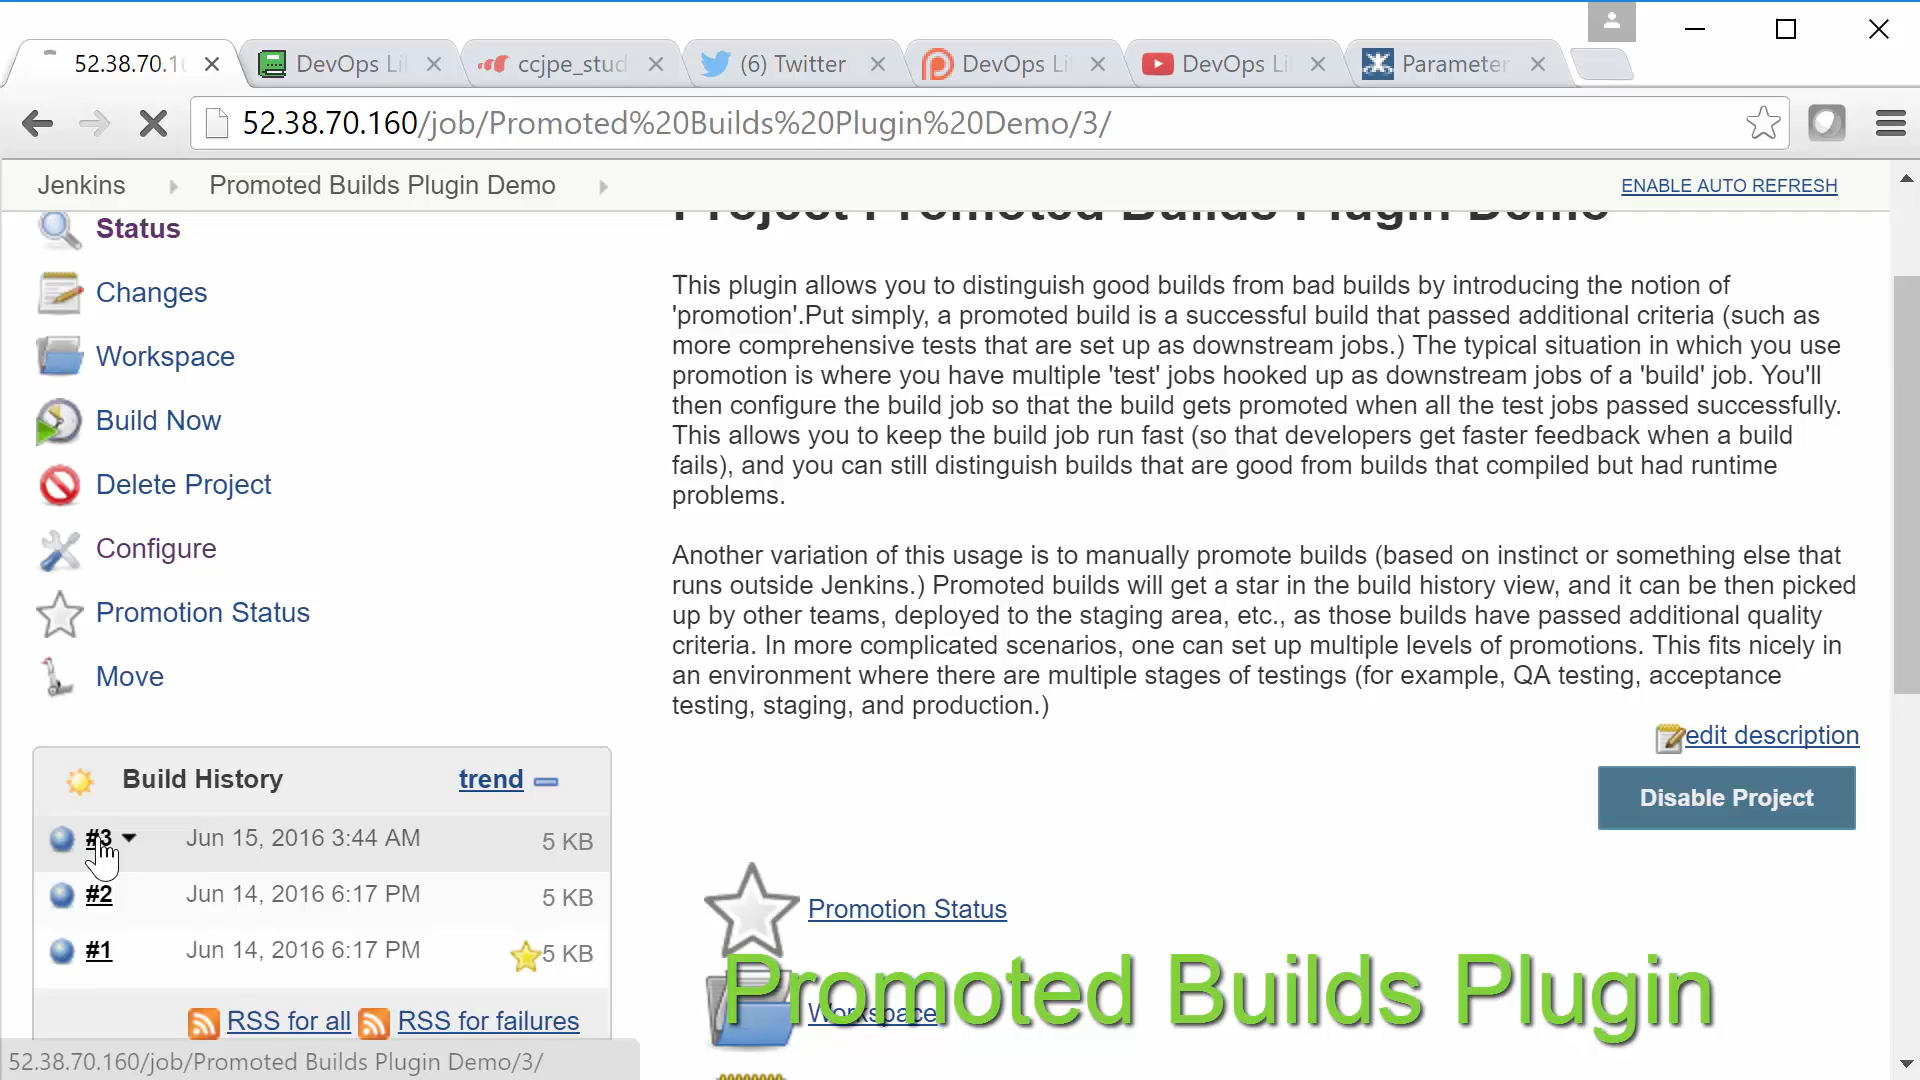 52.38.70.1
DevOps Li
ccjpe_stud
(6) Twitter
DevOps Li
DevOps Li
Parameter
52.38.70.160/job/Promoted%20Builds%20Plugin%20Demo/3/
Jenkins
Promoted Builds Plugin Demo
ENABLE AUTO REFRESH
Project Promoted Builds Plugin Demo
Status
Changes
Workspace
Build Now
Delete Project
Configure
Promotion Status
Move
This plugin allows you to distinguish good builds from bad builds by introducing the notion of
'promotion'.Put simply, a promoted build is a successful build that passed additional criteria (such as
more comprehensive tests that are set up as downstream jobs.) The typical situation in which you use
promotion is where you have multiple 'test' jobs hooked up as downstream jobs of a 'build' job. You'll
then configure the build job so that the build gets promoted when all the test jobs passed successfully.
This allows you to keep the build job run fast (so that developers get faster feedback when a build
fails), and you can still distinguish builds that are good from builds that compiled but had runtime
problems.
Another variation of this usage is to manually promote builds (based on instinct or something else that
runs outside Jenkins.) Promoted builds will get a star in the build history view, and it can be then picked
up by other teams, deployed to the staging area, etc., as those builds have passed additional quality
criteria. In more complicated scenarios, one can set up multiple levels of promotions. This fits nicely in
an environment where there are multiple stages of testings (for example, QA testing, acceptance
testing, staging, and production.)
edit description
Disable Project
Build History
trend
#3 Jun 15, 2016 3:44 AM 5 KB
#2 Jun 14, 2016 6:17 PM 5 KB
#1 Jun 14, 2016 6:17 PM 5 KB
RSS for all RSS for failures
Promotion Status
Workspace
Promoted Builds Plugin
52.38.70.160/job/Promoted Builds Plugin Demo/3/